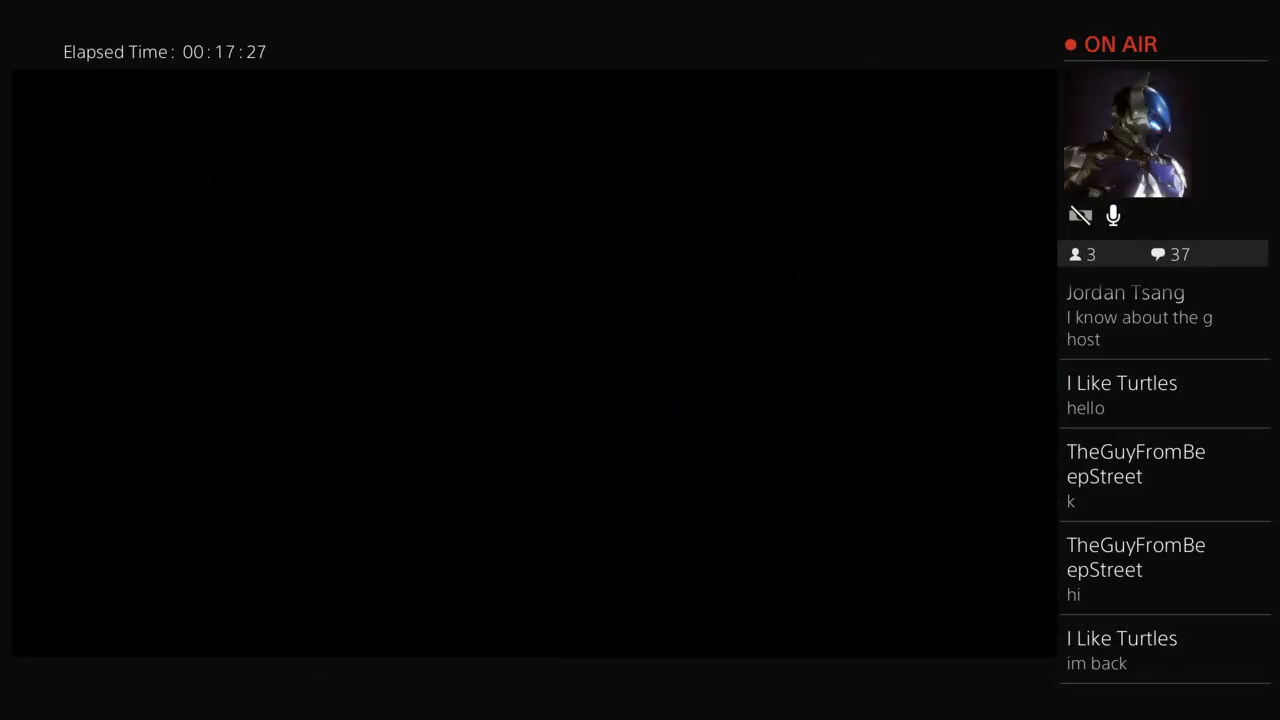 Elapsed Time: 00:17:27
ON AIR
3 37
Jordan Tsang
I know about the g
host
I Like Turtles
hello
TheGuyFromBe
epStreet
k
TheGuyFromBe
epStreet
hi
I Like Turtles
im back